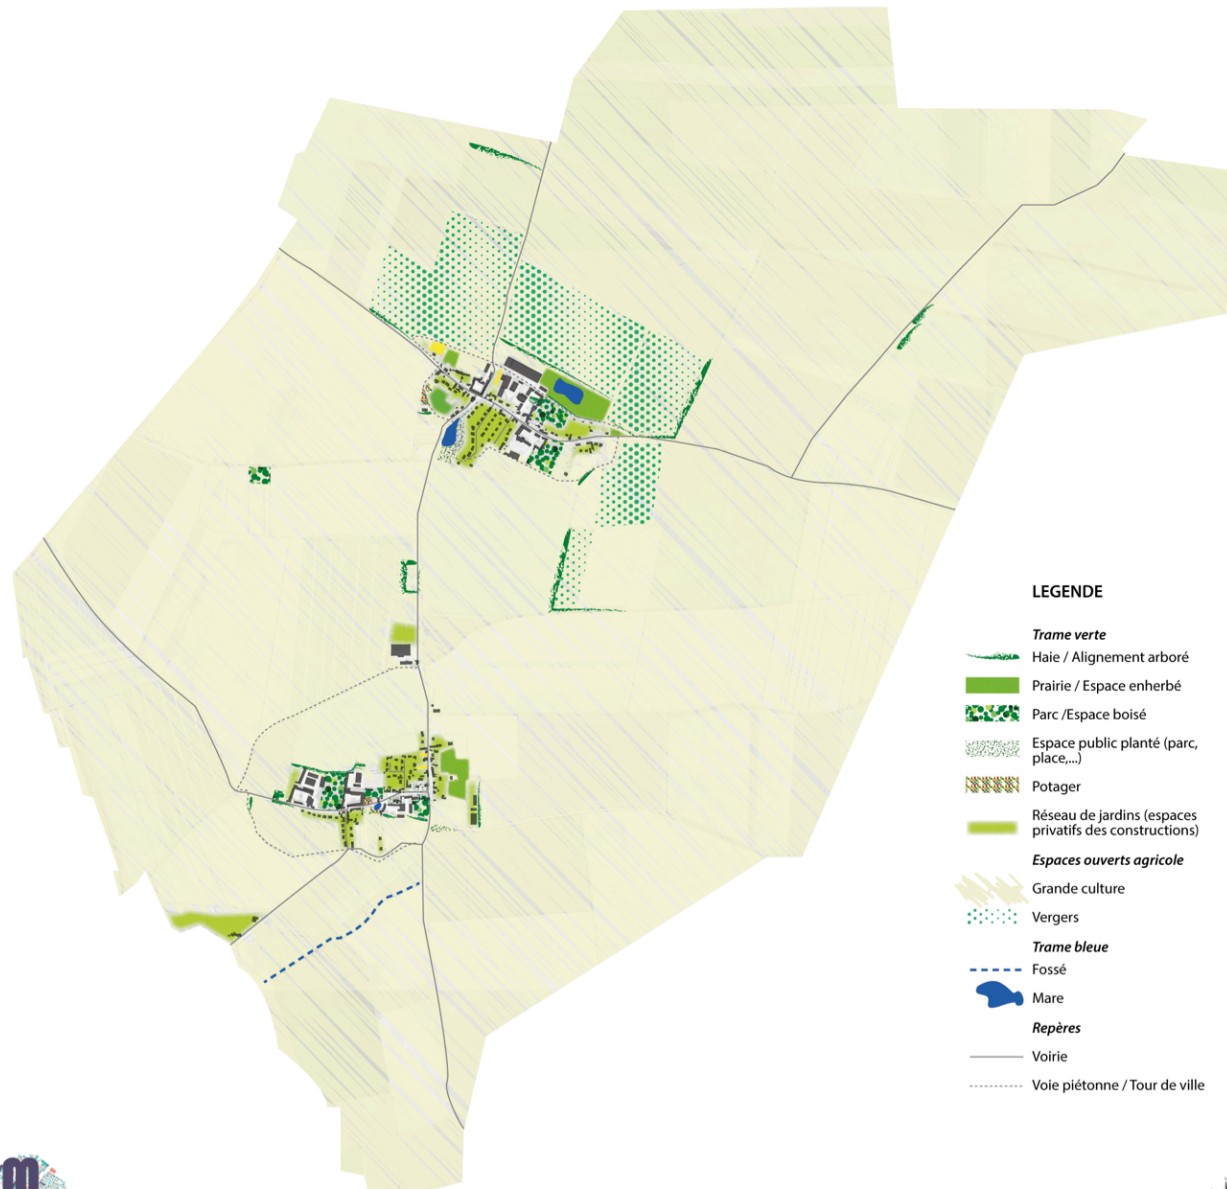 LEGENDE
Trame verte
Haie / Alignement arboré
Prairie / Espace enherbé
Parc /Espace boisé
Espace public planté (parc,
place,...)
Potager
Réseau de jardins (espaces
privatifs des constructions)
Espaces ouverts agricole
Grande culture
Vergers
Trame bleue
Fossé
Mare
Repères
Voirie
Voie piétonne / Tour de ville
m